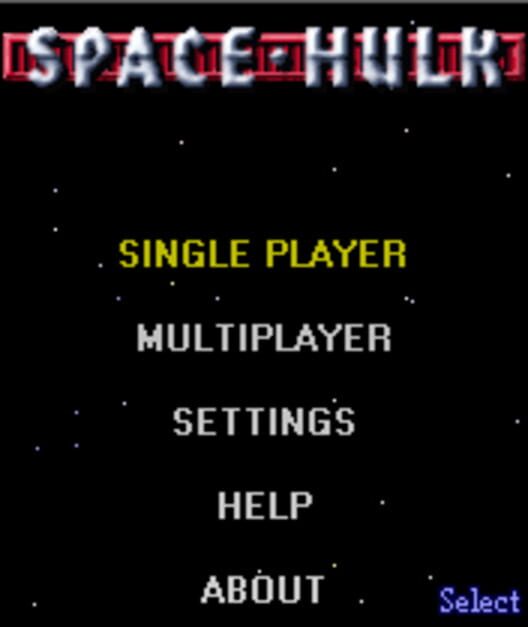 SPACE·HULK
SINGLE PLAYER
MULTIPLAYER
SETTINGS
HELP
ABOUT
Select